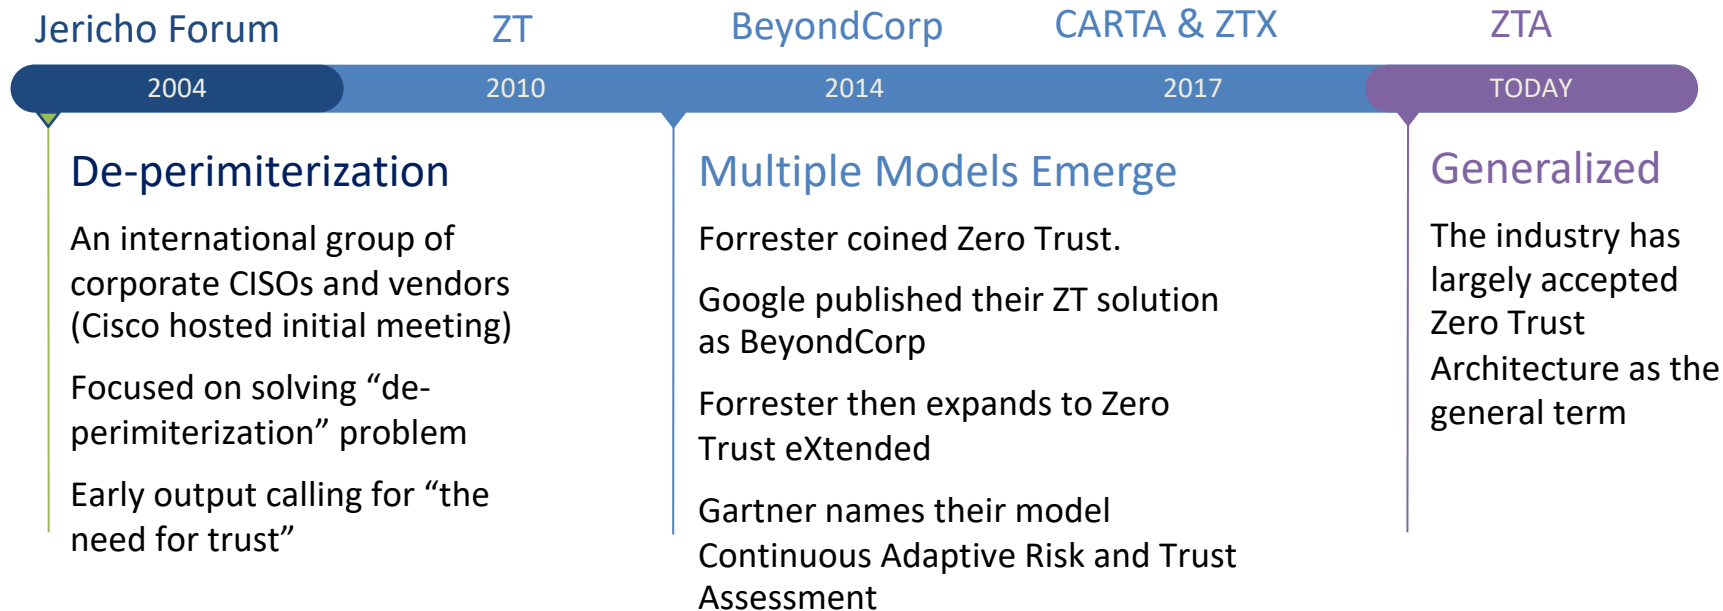 Jericho Forum
ZT
BeyondCorp
CARTA & ZTX
ZTA
2004
2010
2014
2017
TODAY
De-perimiterization
An international group of
corporate CISOs and vendors
(Cisco hosted initial meeting)
Focused on solving “de-
perimiterization” problem
Early output calling for “the
need for trust”
Multiple Models Emerge
Forrester coined Zero Trust.
Google published their ZT solution
as BeyondCorp
Forrester then expands to Zero
Trust eXtended
Gartner names their model
Continuous Adaptive Risk and Trust
Assessment
Generalized
The industry has
largely accepted
Zero Trust
Architecture as the
general term